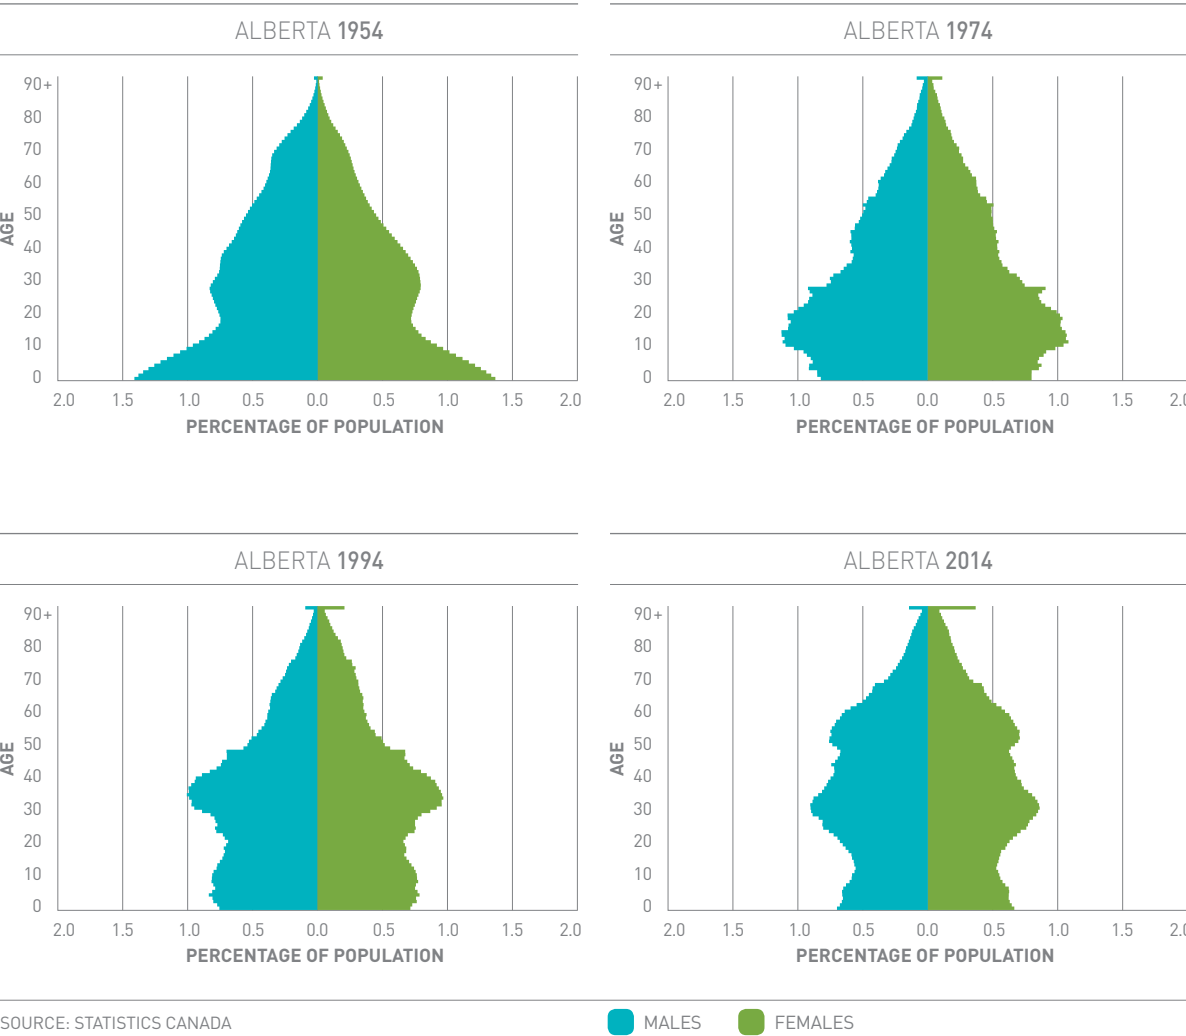 ALBERTA 1954
90+
80
70
60
50
40
30
20
10
0
AGE
2.0 1.5 1.0 0.5 0.0 0.5 1.0 1.5 2.0
PERCENTAGE OF POPULATION
ALBERTA 1974
90+
80
70
60
50
40
30
20
10
0
AGE
2.0 1.5 1.0 0.5 0.0 0.5 1.0 1.5 2.0
PERCENTAGE OF POPULATION
ALBERTA 1994
90+
80
70
60
50
40
30
20
10
0
AGE
2.0 1.5 1.0 0.5 0.0 0.5 1.0 1.5 2.0
PERCENTAGE OF POPULATION
ALBERTA 2014
90+
80
70
60
50
40
30
20
10
0
AGE
2.0 1.5 1.0 0.5 0.0 0.5 1.0 1.5 2.0
PERCENTAGE OF POPULATION
SOURCE: STATISTICS CANADA
MALES FEMALES